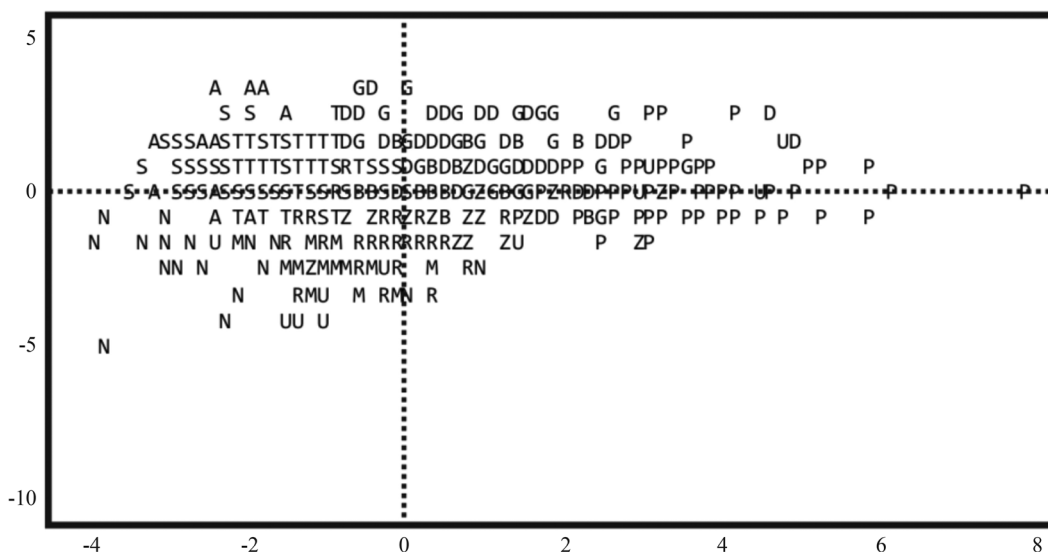 5
A AA GD G
S S A TDD G DDG DD GDGG G PP P D
ASSSAASTTSTSTTTTDG DBGDDDGBG DB G B DDP P UD
S SSSSTTTTSTTTSRTSSSDGBDBZDGGDDDDPP G PPUPPGPP PP P
0
N N A TAT TRRSTZ ZRRZRZB ZZ RPZDD PBGP PPP PP PP P P P P
N N N N U MN NR MRM RRRRRRRRZZ ZU P ZP
NN N N MMZMMMRMUR M RN
N RMU M RMN R
N UU U
-5 N
-10
-4 -2 0 2 4 6 8